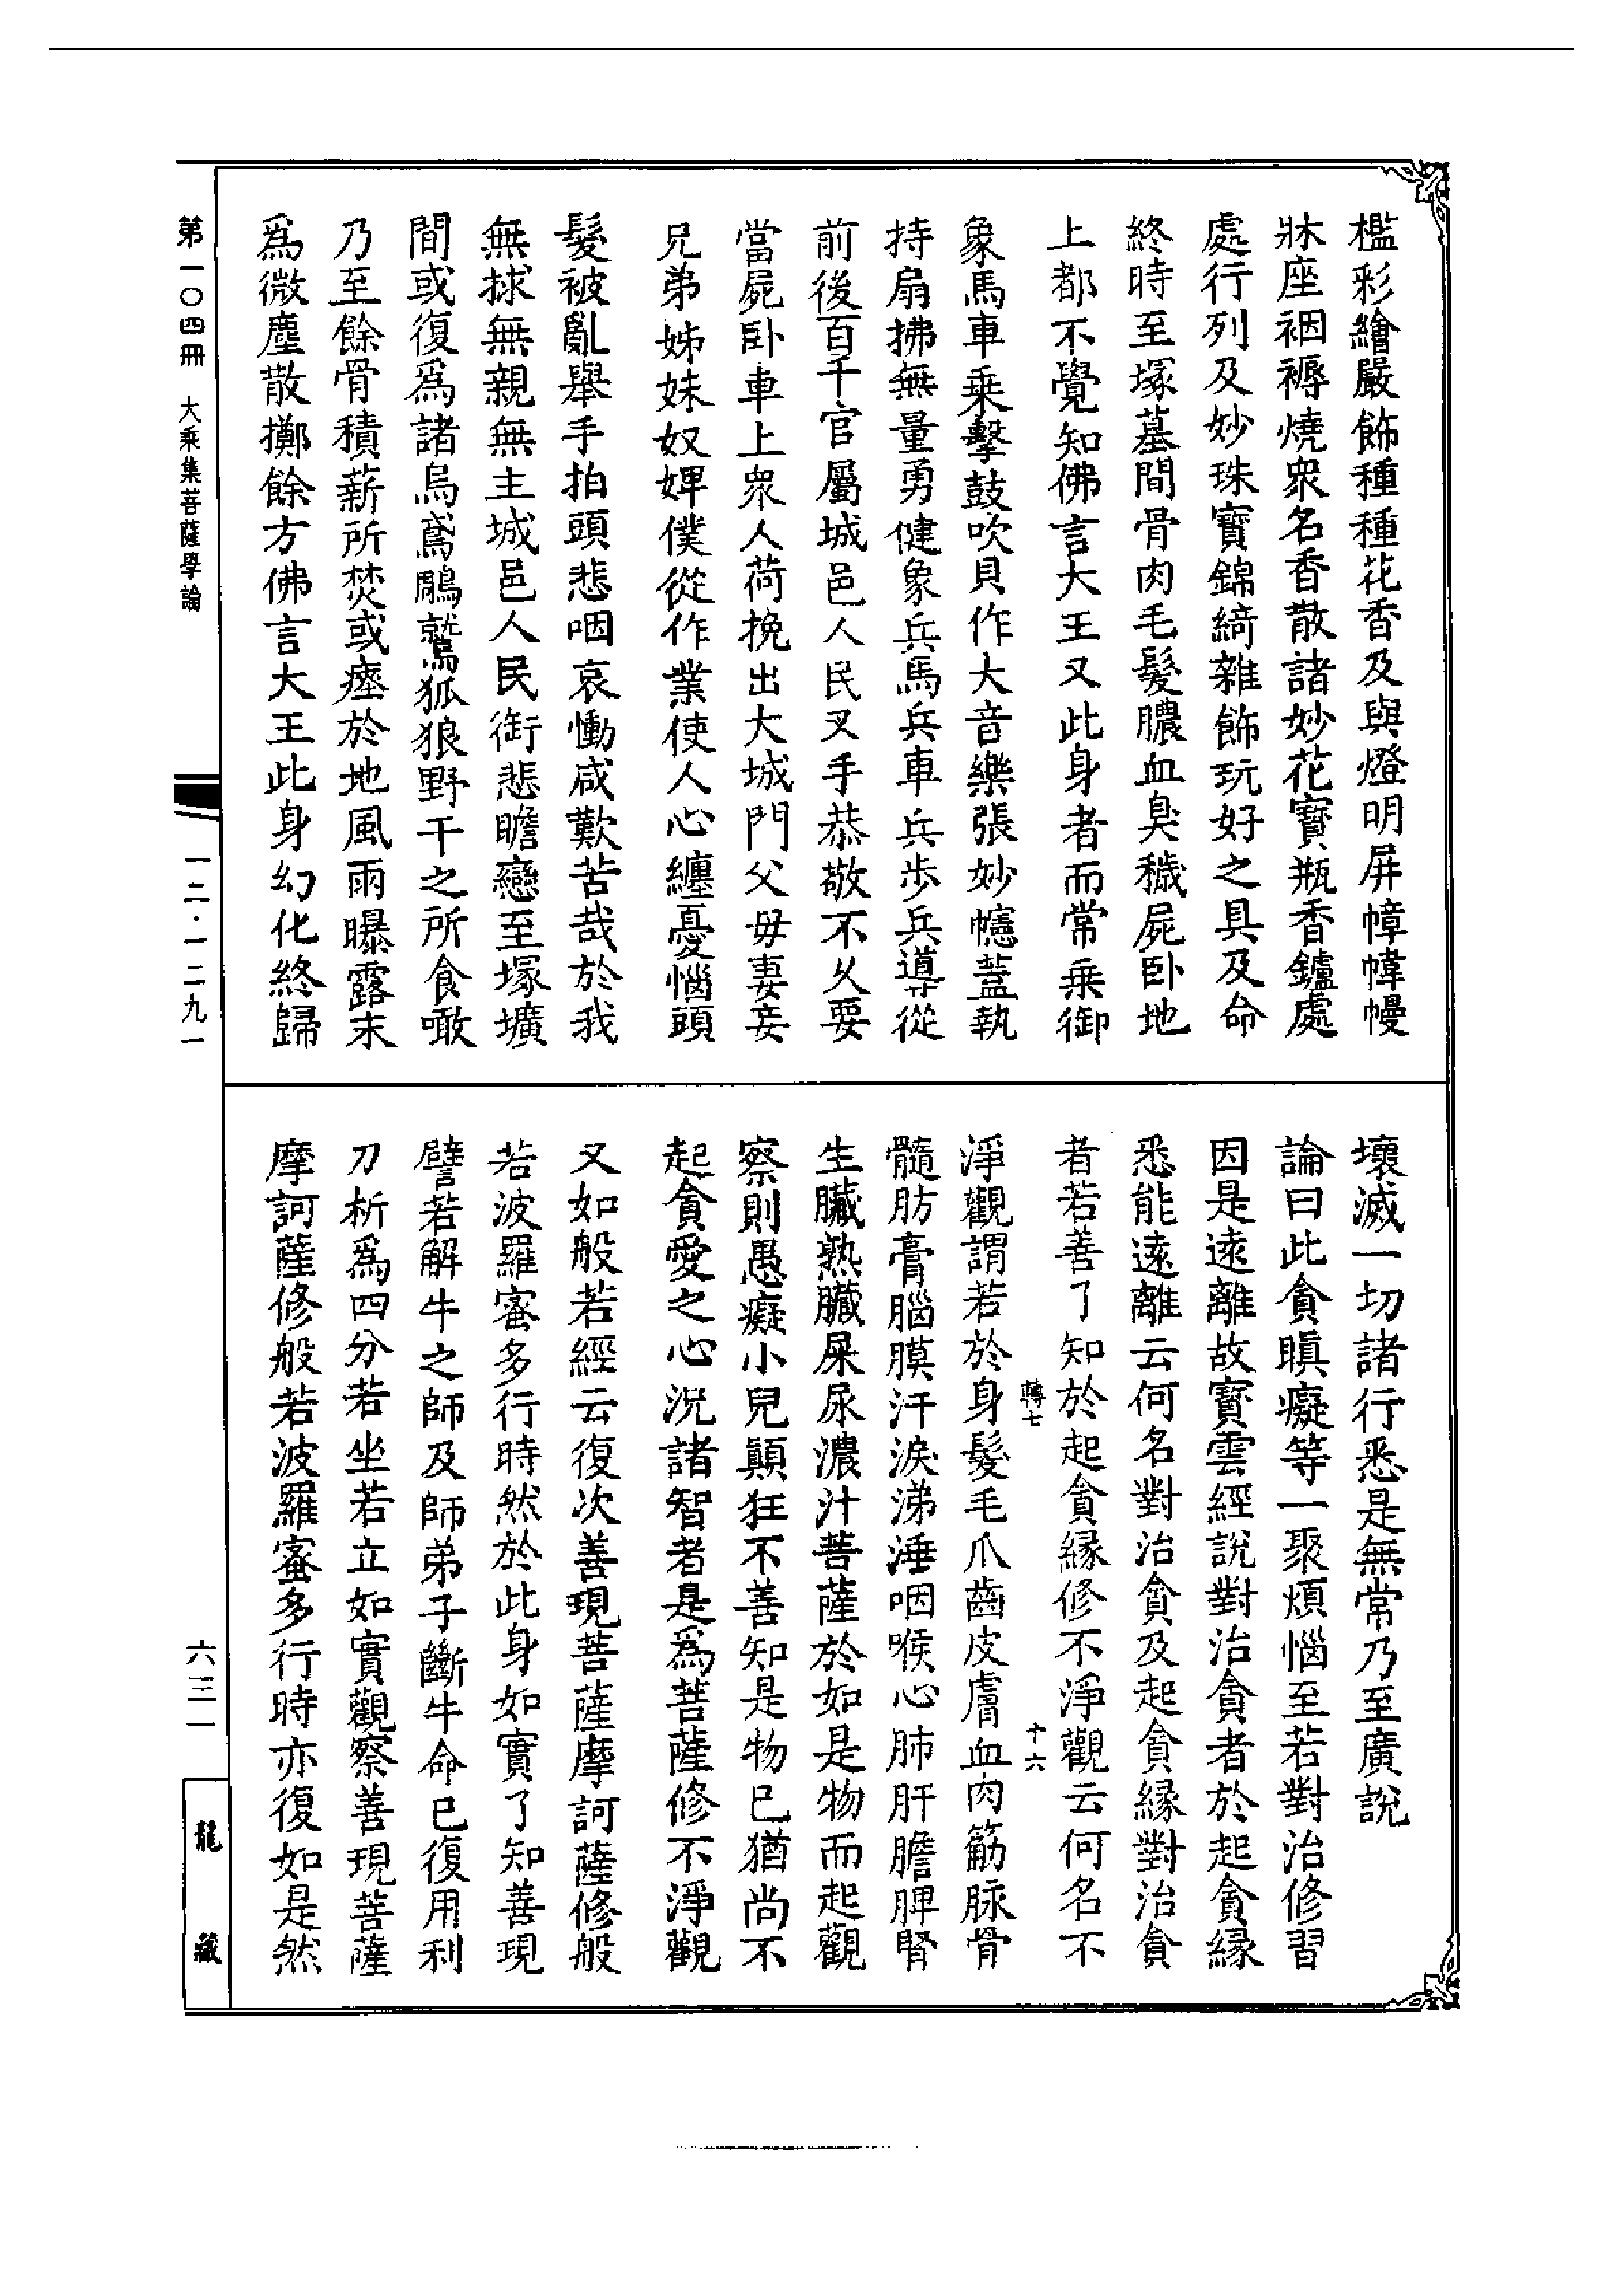 檻彩繪嚴飾種種花香及與燈明屏幛幃幔
牀座裀褥燒衆名香散諸妙花寶瓶香鑪處
處行列及妙珠寶錦綺雜飾玩好之具及命
終時至塚墓間骨肉毛髮膿血臭穢屍卧地
上都不覺知佛言大王又此身者而常乗御
象馬車乗擊鼓吹貝作大音樂張妙幰蓋執
持扇拂無量勇健象兵馬兵車兵歩兵導從
前後百千官屬城邑人民叉手恭敬不乆要
當屍卧車上衆人荷挽出大城門父母妻妾
兄弟姊妹奴婢僕從作業使人心纏憂惱頭
髮被亂舉手拍頭悲咽哀慟咸歎苦哉於我
無捄無親無主城邑人民銜悲瞻戀至塚壙
間或復爲諸烏鳶鵰鷲狐狼野干之所食噉
乃至餘骨積薪所焚或瘞於地風雨曝露末
爲微塵散擲餘方佛言大王此身幻化終歸
壞滅一切諸行悉是無常乃至廣説
論曰此貪瞋癡等一聚煩惱至若對治修習
因是遠離故寶雲經説對治貪者於起貪縁
悉能遠離云何名對治貪及起貪縁對治貪
者若善了知於起貪縁修不淨觀云何名不
轉七
十六
淨觀謂若於身髮毛爪齒皮膚血肉筋脉骨
髓肪膏腦膜汗淚涕涶咽喉心肺肝膽脾腎
生臟熟臟屎尿濃汁菩薩於如是物而起觀
察則愚癡小兒顛狂不善知是物已猶尚不
起貪愛之心況諸智者是爲菩薩修不淨觀
又如般若經云復次善現菩薩摩訶薩修般
若波羅蜜多行時然於此身如實了知善現
譬若解牛之師及師弟子斷牛命已復用利
刀析爲四分若坐若立如實觀察善現菩薩
摩訶薩修般若波羅蜜多行時亦復如是然
第一〇四冊 大乘集菩薩學論
一二·一二九一
六三一
龍藏